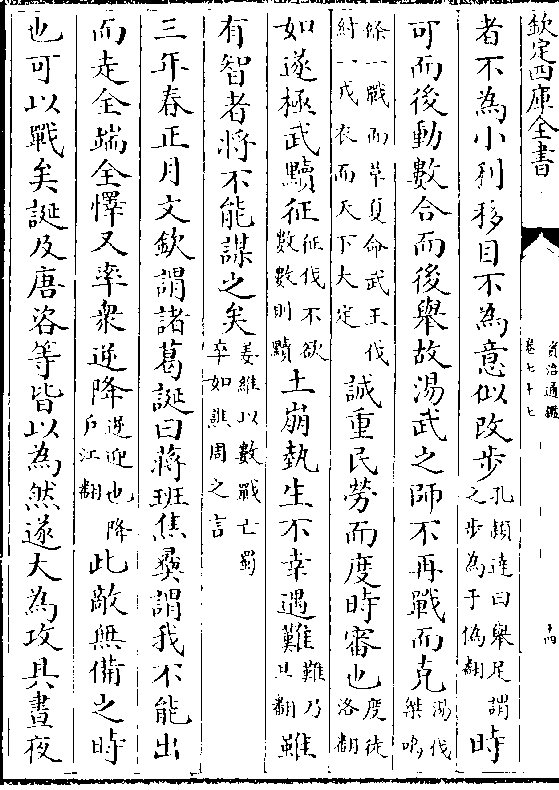 欽定四庫全書
資治通鑑
卷七十七
者不為小利移目不為意似改步孔頴達曰舉足謂之步為于偽翻時
可而後動數合而後舉故湯武之師不再戰而克湯伐桀鳴
條一戰而革夏命武王伐紂一戎衣而天下大定誠重民勞而度時審也度徒洛翻
如遂極武黷征征伐不欲數數則黷土崩埶生不幸遇難難乃旦翻雖
有智者將不能謀之矣姜維以數戰亡蜀卒如譙周之言
三年春正月文欽謂諸葛誕曰蔣班焦彝謂我不能出
而走全端全懌又率衆逆降逆迎也降户江翻此敵無備之時
也可以戰矣誕及唐咨等皆以為然遂大為攻具晝夜